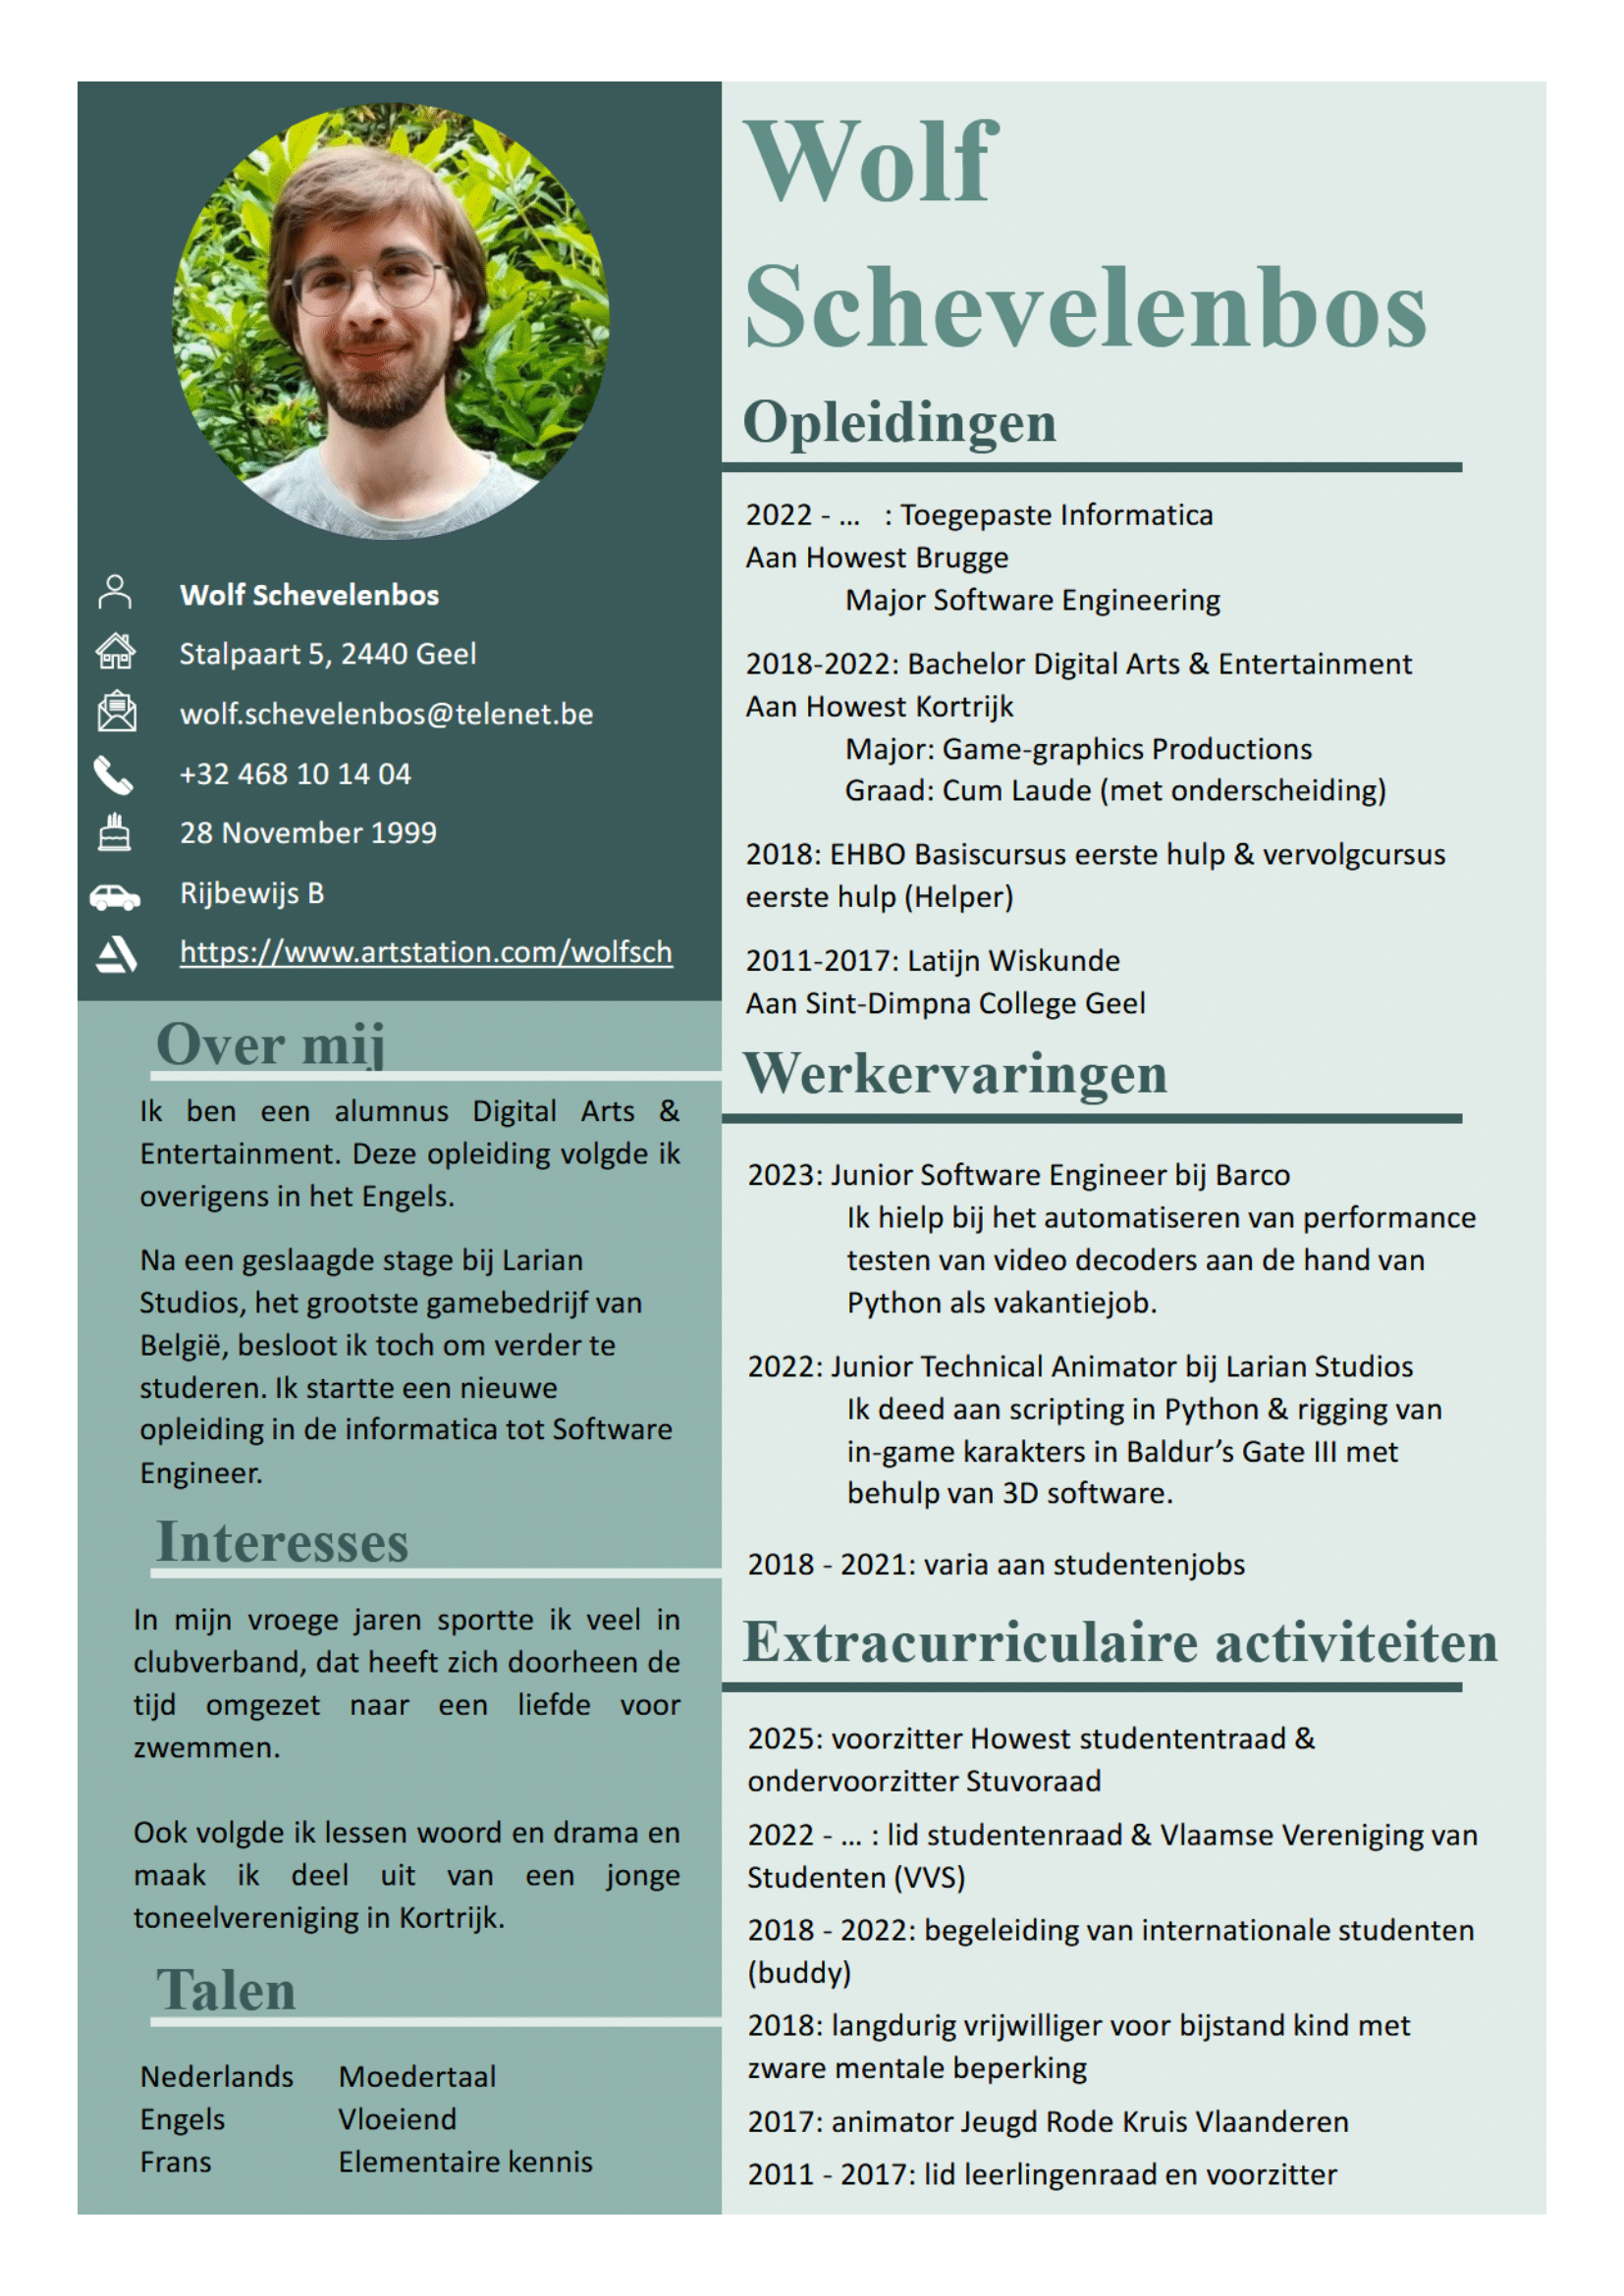 Wolf Schevelenbos
Stalpaart 5, 2440 Geel
wolf.schevelenbos@telenet.be
+32 468 10 14 04
28 November 1999
Rijbewijs B
https://www.artstation.com/wolfsch
Over mij
Ik ben een alumnus Digital Arts &
Entertainment. Deze opleiding volgde ik
overigens in het Engels.
Na een geslaagde stage bij Larian
Studios, het grootste gamebedrijf van
België, besloot ik toch om verder te
studeren. Ik startte een nieuwe
opleiding in de informatica tot Software
Engineer.
Interesses
In mijn vroege jaren sportte ik veel in
clubverband, dat heeft zich doorheen de
tijd omgezet naar een liefde voor
zwemmen.
Ook volgde ik lessen woord en drama en
maak ik deel uit van een jonge
toneelvereniging in Kortrijk.
Talen
Nederlands Moedertaal
Engels Vloeiend
Frans Elementaire kennis
Wolf
Schevelenbos
Opleidingen
2022 - ... : Toegepaste Informatica
Aan Howest Brugge
Major Software Engineering
2018-2022: Bachelor Digital Arts & Entertainment
Aan Howest Kortrijk
Major: Game-graphics Productions
Graad: Cum Laude (met onderscheiding)
2018: EHBO Basiscursus eerste hulp & vervolgcursus
eerste hulp (Helper)
2011-2017: Latijn Wiskunde
Aan Sint-Dimpna College Geel
Werkervaringen
2023: Junior Software Engineer bij Barco
Ik hielp bij het automatiseren van performance
testen van video decoders aan de hand van
Python als vakantiejob.
2022: Junior Technical Animator bij Larian Studios
Ik deed aan scripting in Python & rigging van
in-game karakters in Baldur’s Gate III met
behulp van 3D software.
2018 - 2021: varia aan studentenjobs
Extracurriculaire activiteiten
2025: voorzitter Howest studententraad &
ondervoorzitter Stuvoraad
2022 - ... : lid studentenraad & Vlaamse Vereniging van
Studenten (VVS)
2018 - 2022: begeleiding van internationale studenten
(buddy)
2018: langdurig vrijwilliger voor bijstand kind met
zware mentale beperking
2017: animator Jeugd Rode Kruis Vlaanderen
2011 - 2017: lid leerlingenraad en voorzitter